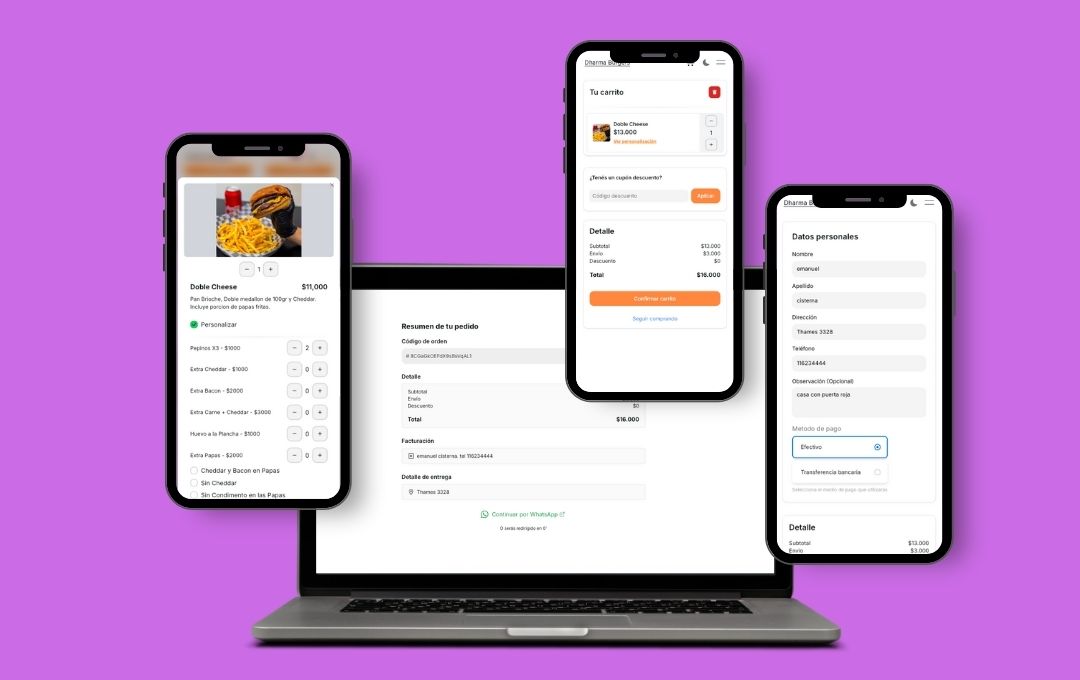 Doble Cheese
$11,000
Pan Brioche, Doble medallon de 100gr y Cheddar.
Incluye porcion de papas fritas.
Personalizar
Pepinos X3 - $1000
2
Extra Cheddar - $1000
0
Extra Bacon - $2000
0
Extra Carne + Cheddar - $3000
0
Huevo a la Plancha - $1000
0
Extra Papas - $2000
0
Cheddar y Bacon en Papas
Sin Cheddar
Sin Condimento en las Papas
1
Resumen de tu pedido
Código de orden
Detalle
Subtotal
Envío
Descuento
$0
Total
$16.000
Facturación
emanuel cisterna. tel 116234444
Detalle de entrega
Thames 3328
Continuar por WhatsApp
Serás redirigido en 0"
Dharma Burgers
Tu carrito
Doble Cheese
$13.000
Ver personalización
1
¿Tenés un cupón descuento?
Código descuento
Aplicar
Detalle
Subtotal
$13.000
Envío
$3.000
Descuento
$0
Total
$16.000
Confirmar carrito
Seguir comprando
Dharma
Datos personales
Nombre
emanuel
Apellido
cisterna
Dirección
Thames 3328
Teléfono
116234444
Observación (Opcional)
casa con puerta roja
Metodo de pago
Efectivo
Transferencia bancaria
Selecciona el medio de pago que utilizaras
Detalle
Subtotal
$13.000
Envío
$3.000